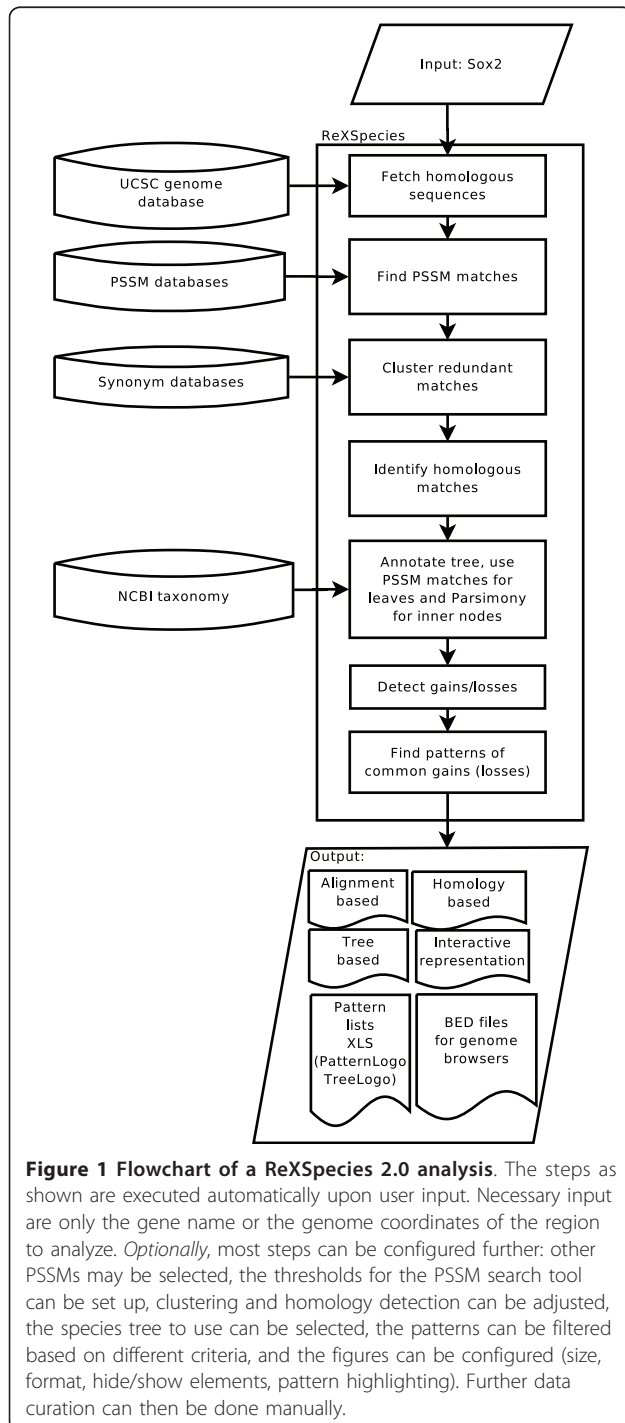 Input: Sox2
ReXSpecies
UCSC genome
database
Fetch homologous
sequences
PSSM databases
Find PSSM matches
Synonym databases
Cluster redundant
matches
Identify homologous
matches
NCBI taxonomy
Annotate tree, use
PSSM matches for
leaves and Parsimony
for inner nodes
Detect gains/losses
Find patterns of
common gains (losses)
Output:
Alignment
based
Homology
based
Tree
based
Interactive
representation
Pattern
lists
XLS
(PatternLogo
TreeLogo)
BED files
for genome
browsers
Figure 1 Flowchart of a ReXSpecies 2.0 analysis. The steps as
shown are executed automatically upon user input. Necessary input
are only the gene name or the genome coordinates of the region
to analyze. Optionally, most steps can be configured further: other
PSSMs may be selected, the thresholds for the PSSM search tool
can be set up, clustering and homology detection can be adjusted,
the species tree to use can be selected, the patterns can be filtered
based on different criteria, and the figures can be configured (size,
format, hide/show elements, pattern highlighting). Further data
curation can then be done manually.